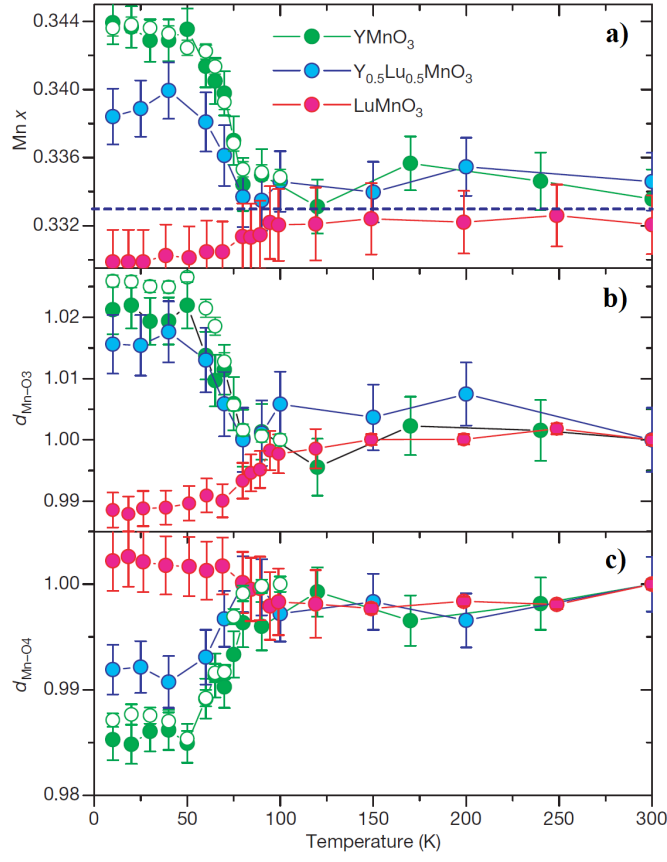 a)
YMnO₃
Y₀.₅Lu₀.₅MnO₃
LuMnO₃
0.344
0.340
0.336
0.332
Mn x
b)
1.02
1.01
1.00
0.99
d Mn–O3
c)
1.00
0.99
0.98
d Mn–O4
0 50 100 150 200 250 300
Temperature (K)